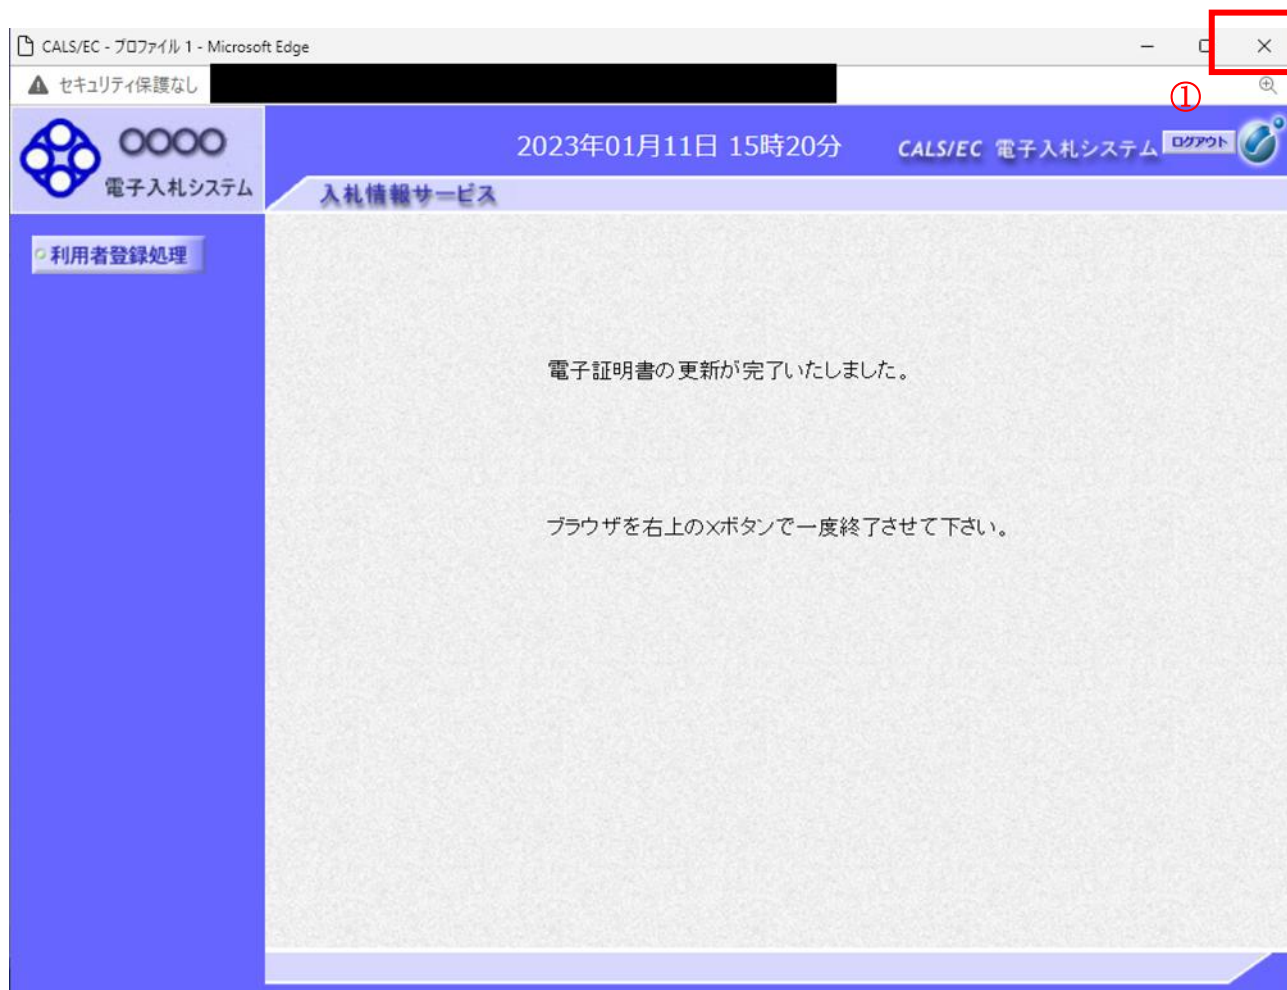 CALS/EC - プロファイル 1 - Microsoft Edge
セキュリティ保護なし
①
〇〇〇〇
電子入札システム
2023年01月11日 15時20分
CALS/EC 電子入札システム
ログアウト
入札情報サービス
利用者登録処理
電子証明書の更新が完了いたしました。
ブラウザを右上の×ボタンで一度終了させて下さい。